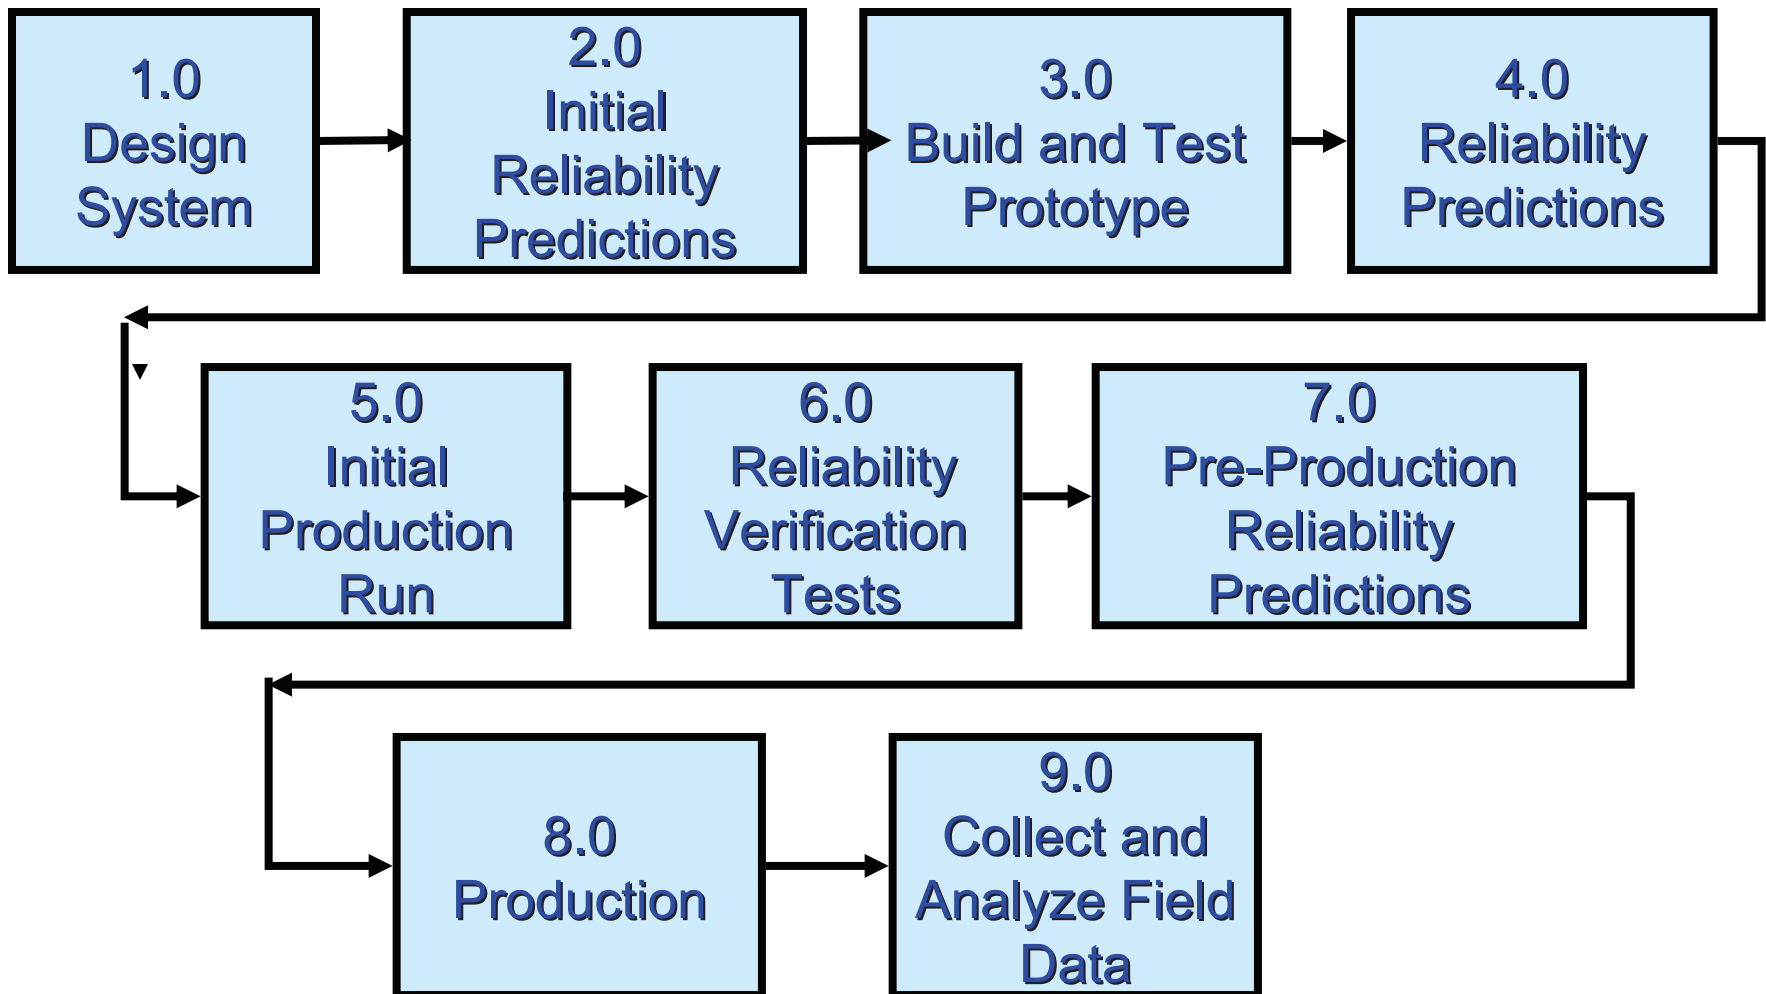 1.0
Design
System
2.0
Initial
Reliability
Predictions
3.0
Build and Test
Prototype
4.0
Reliability
Predictions
5.0
Initial
Production
Run
6.0
Reliability
Verification
Tests
7.0
Pre-Production
Reliability
Predictions
8.0
Production
9.0
Collect and
Analyze Field
Data